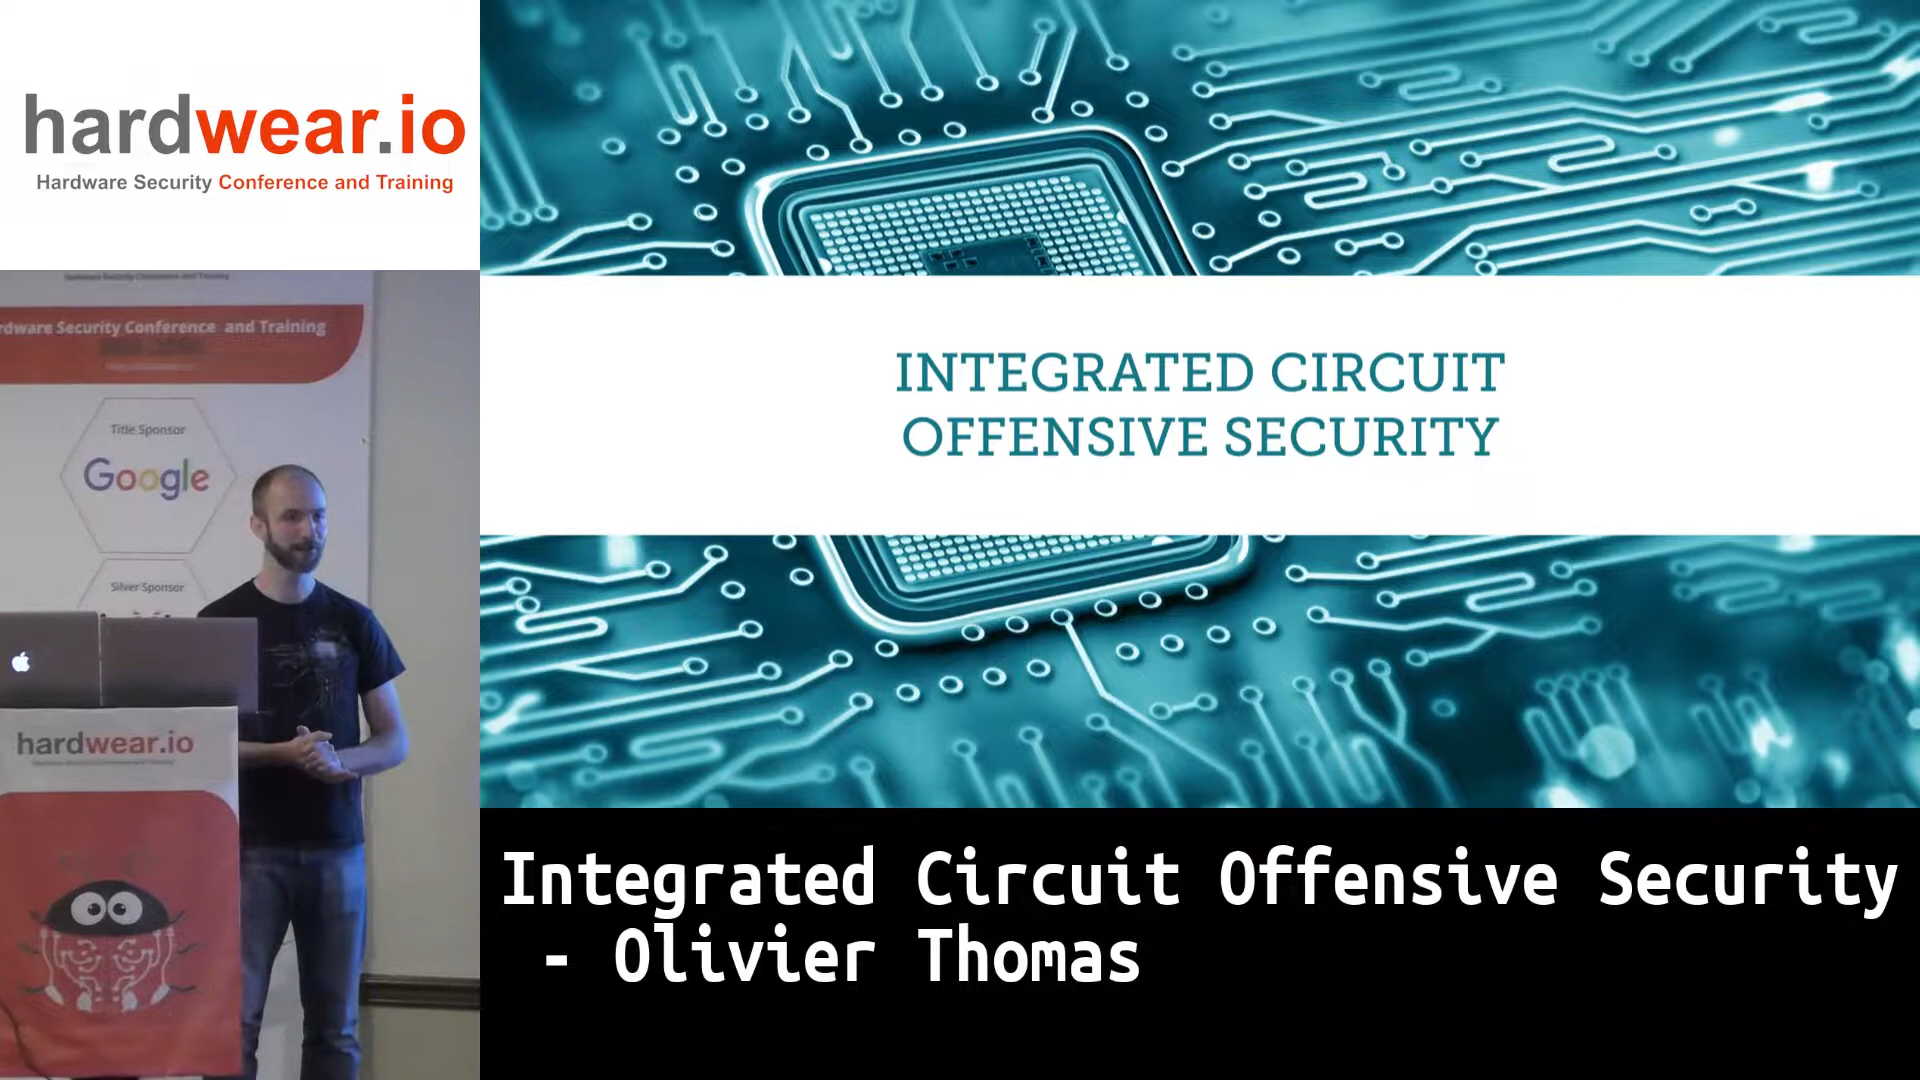 hardwear.io
Hardware Security Conference and Training
rdware Security Conference and Training
Title Sponsor
Google
Silver Sponsor
hardwear.io
INTEGRATED CIRCUIT
OFFENSIVE SECURITY
Integrated Circuit Offensive Security
- Olivier Thomas